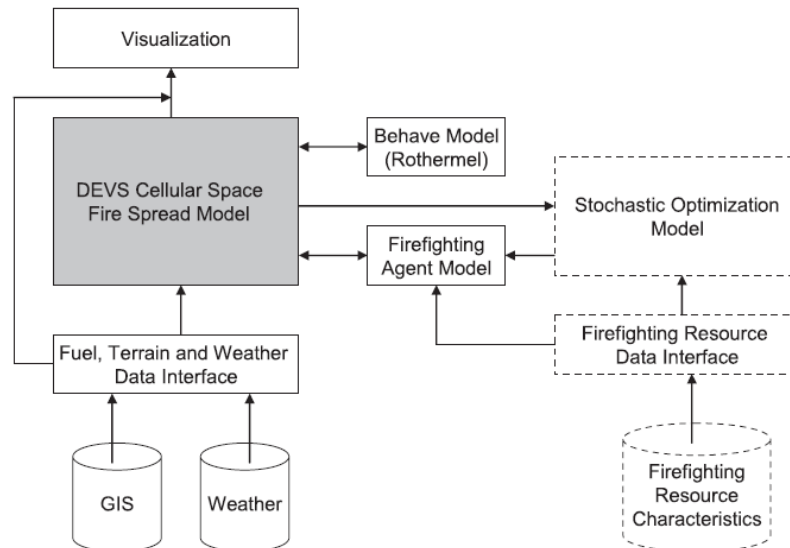 Visualization
Behave Model
(Rothermel)
DEVS Cellular Space
Fire Spread Model
Stochastic Optimization
Model
Firefighting
Agent Model
Fuel, Terrain and Weather
Data Interface
Firefighting Resource
Data Interface
GIS
Weather
Firefighting
Resource
Characteristics